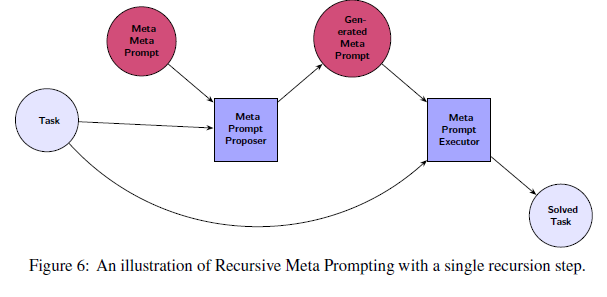 Meta
Meta
Prompt
Gen-
erated
Meta
Prompt
Task
Meta
Prompt
Proposer
Meta
Prompt
Executor
Solved
Task
Figure 6: An illustration of Recursive Meta Prompting with a single recursion step.